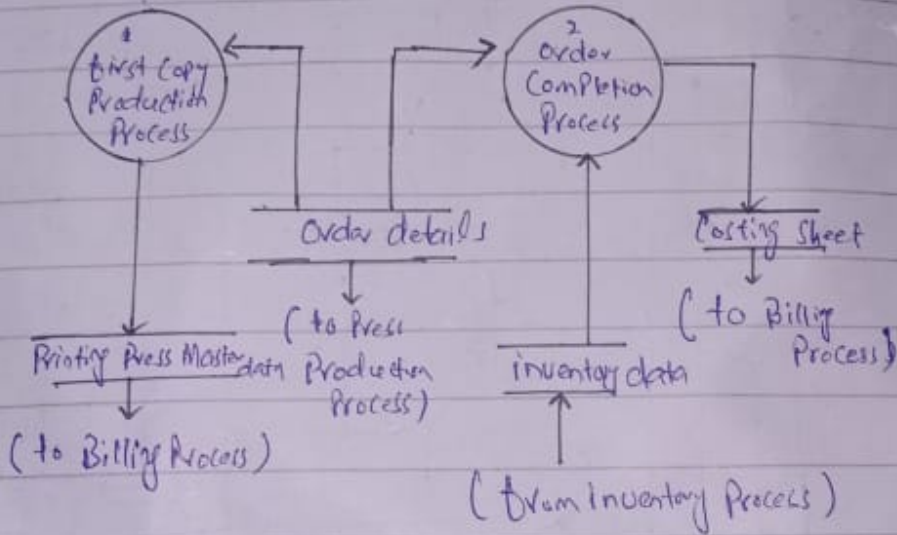 1
First Copy
Production
Process
2
Order
Completion
Process
Order details
Costing Sheet
(to Press
Production
Process)
(to Billing
Process)
Printing Press Master data
inventory data
(to Billing Process)
(from inventory Process)